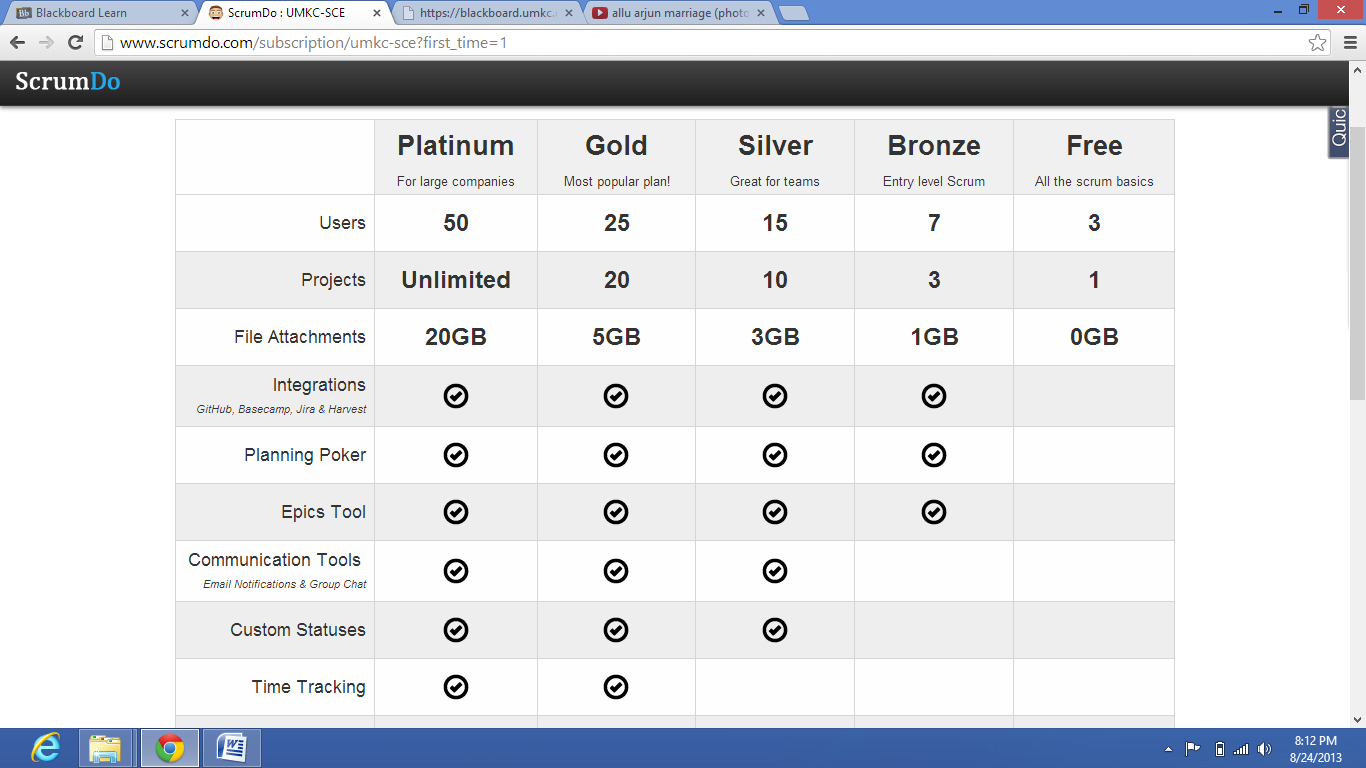 Blackboard Learn
ScrumDo : UMKC-SCE
https://blackboard.umkc.
allu arjun marriage (photo
www.scrumdo.com/subscription/umkc-sce?first_time=1
ScrumDo
Quic
Platinum Gold Silver Bronze Free
For large companies Most popular plan! Great for teams Entry level Scrum All the scrum basics
Users 50 25 15 7 3
Projects Unlimited 20 10 3 1
File Attachments 20GB 5GB 3GB 1GB 0GB
Integrations
GitHub, Basecamp, Jira & Harvest
Planning Poker
Epics Tool
Communication Tools
Email Notifications & Group Chat
Custom Statuses
Time Tracking
8:12 PM
8/24/2013